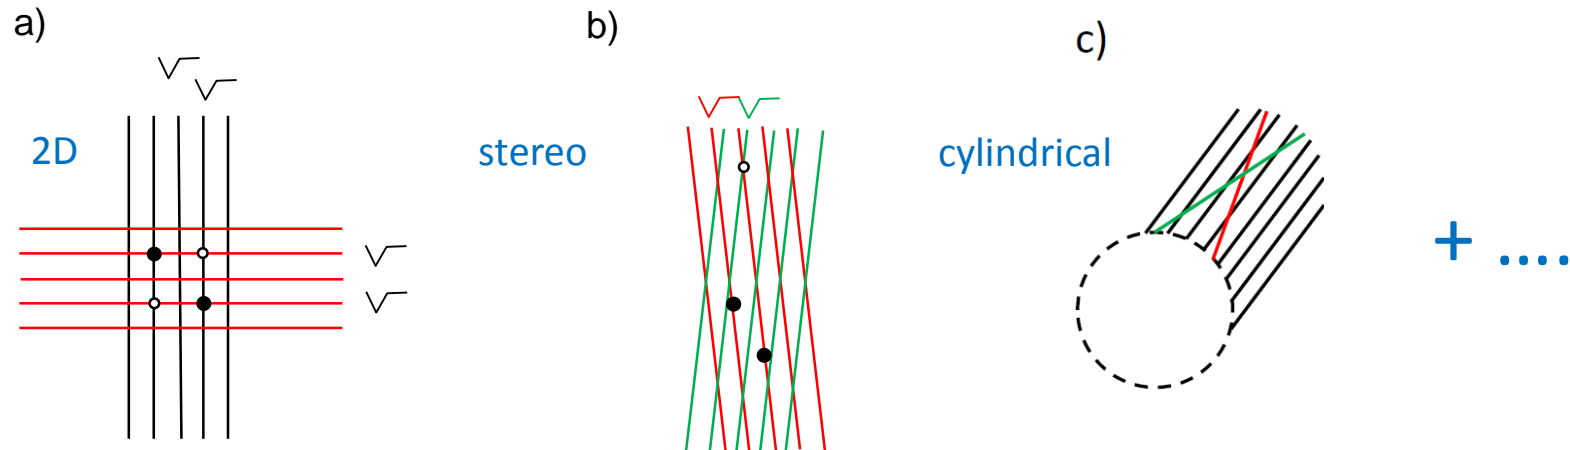 a)
b)
c)
2D
stereo
cylindrical
+ ....